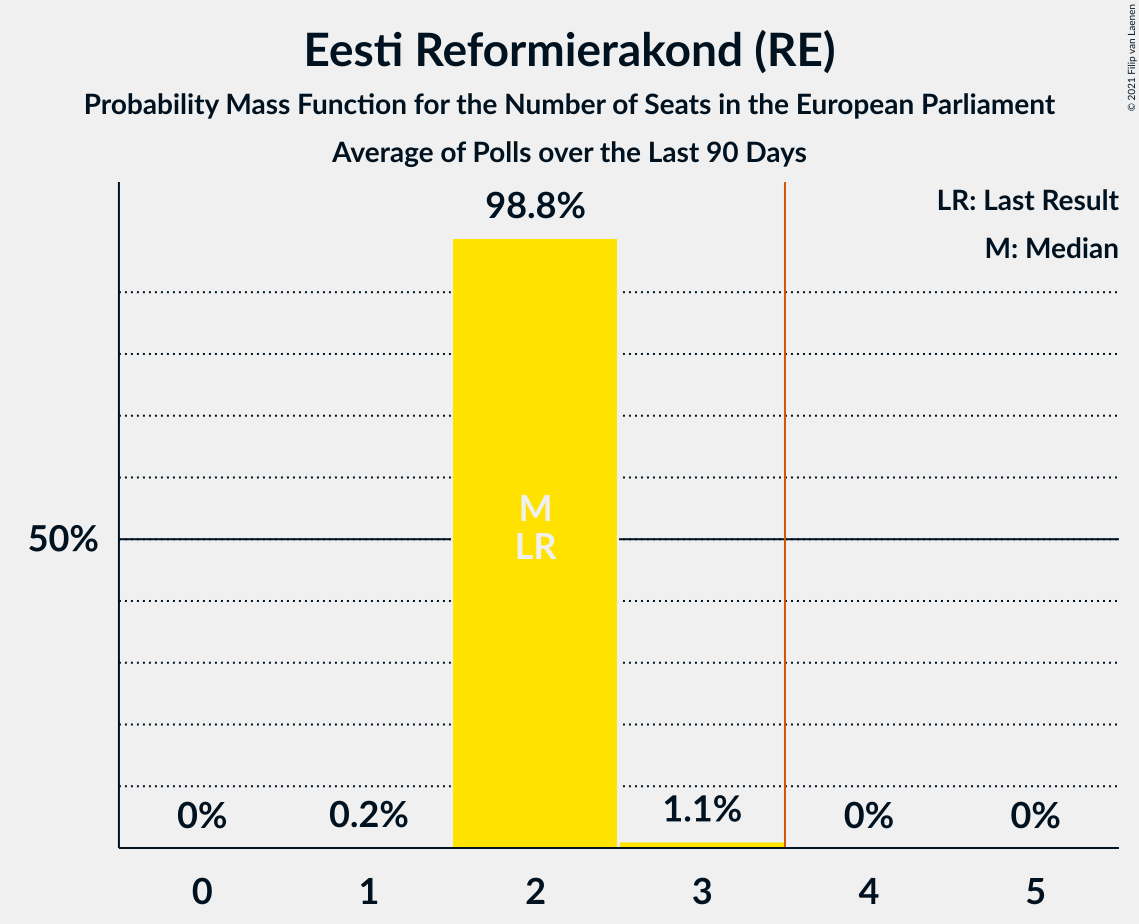 Eesti Reformierakond (RE)
Probability Mass Function for the Number of Seats in the European Parliament
Average of Polls over the Last 90 Days
© 2021 Filip van Laenen
LR: Last Result
M: Median
98.8%
M
LR
50%
0%
0.2%
1.1%
0%
0%
0
1
2
3
4
5